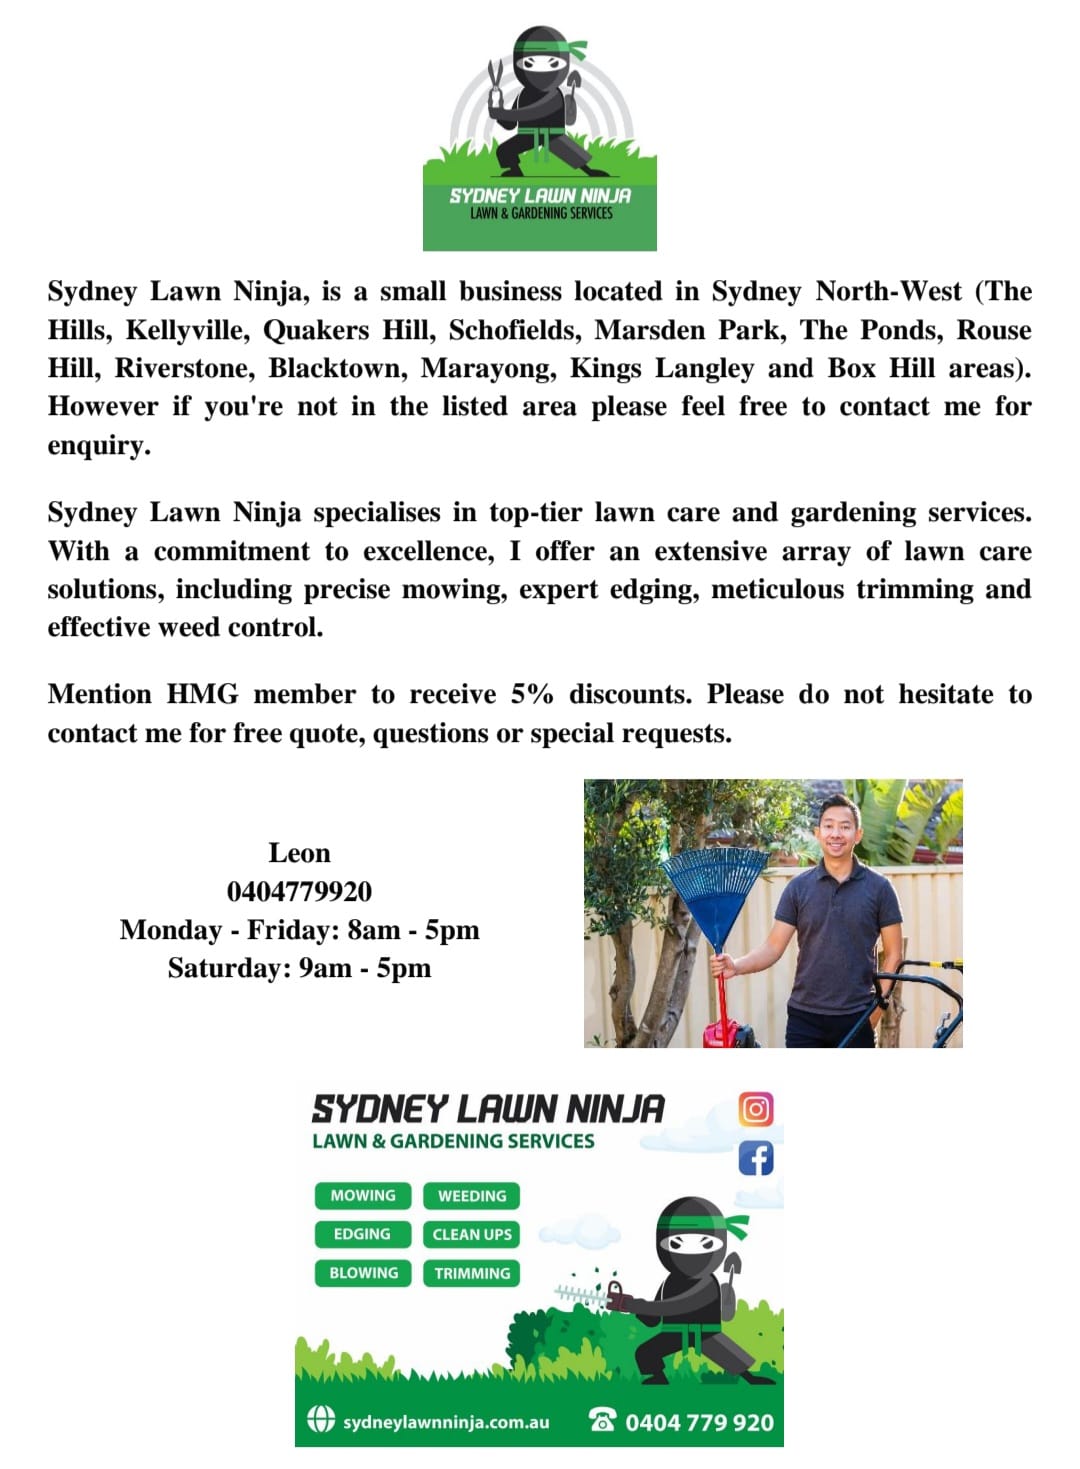 SYDNEY LAWN NINJA
LAWN & GARDENING SERVICES
Sydney Lawn Ninja, is a small business located in Sydney North-West (The
Hills, Kellyville, Quakers Hill, Schofields, Marsden Park, The Ponds, Rouse
Hill, Riverstone, Blacktown, Marayong, Kings Langley and Box Hill areas).
However if you're not in the listed area please feel free to contact me for
enquiry.
Sydney Lawn Ninja specialises in top-tier lawn care and gardening services.
With a commitment to excellence, I offer an extensive array of lawn care
solutions, including precise mowing, expert edging, meticulous trimming and
effective weed control.
Mention HMG member to receive 5% discounts. Please do not hesitate to
contact me for free quote, questions or special requests.
Leon
0404779920
Monday - Friday: 8am - 5pm
Saturday: 9am - 5pm
SYDNEY LAWN NINJA
LAWN & GARDENING SERVICES
MOWING WEEDING
EDGING CLEAN UPS
BLOWING TRIMMING
sydneylawnninja.com.au 0404 779 920